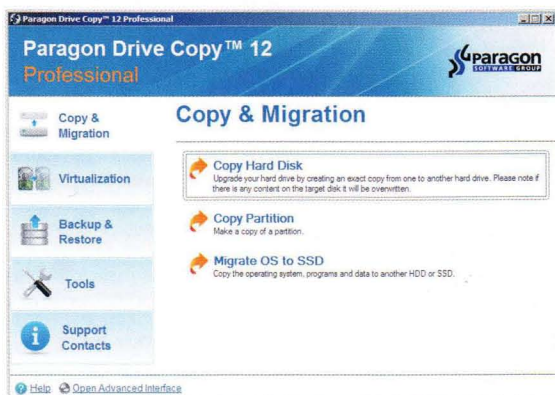 Paragon Drive Copy™ 12 Professional
Paragon Drive Copy™ 12
Professional
Paragon
SOFTWARE GROUP
Copy &
Migration
Virtualization
Backup &
Restore
Tools
Support
Contacts
Copy & Migration
Copy Hard Disk
Upgrade your hard drive by creating an exact copy from one to another hard drive. Please note if
there is any content on the target disk it will be overwritten.
Copy Partition
Make a copy of a partition.
Migrate OS to SSD
Copy the operating system, programs and data to another HDD or SSD.
Help
Open Advanced Interface